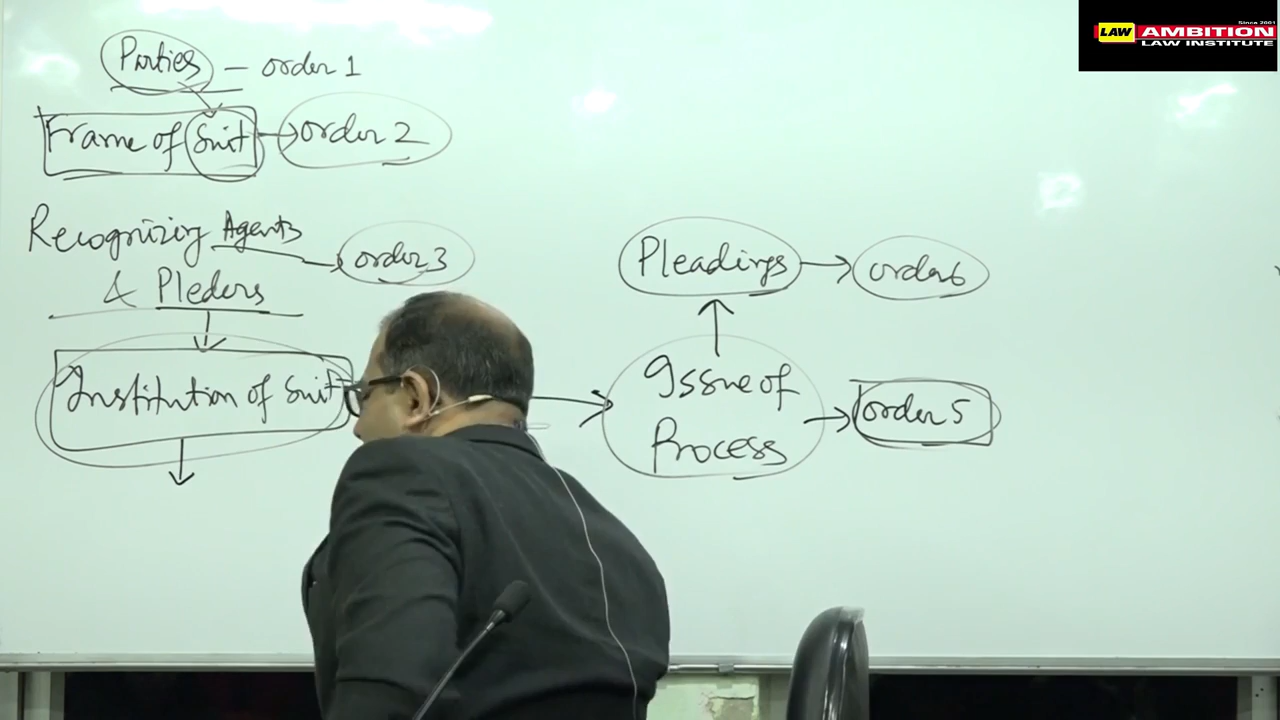 Parties – order 1
Frame of Suit → order 2
Recognizing Agents → order 3
& Pleders
Institution of Suit
Pleadings → order 6
Issue of
Process → order 5
Since 2001
LAW AMBITION
LAW INSTITUTE